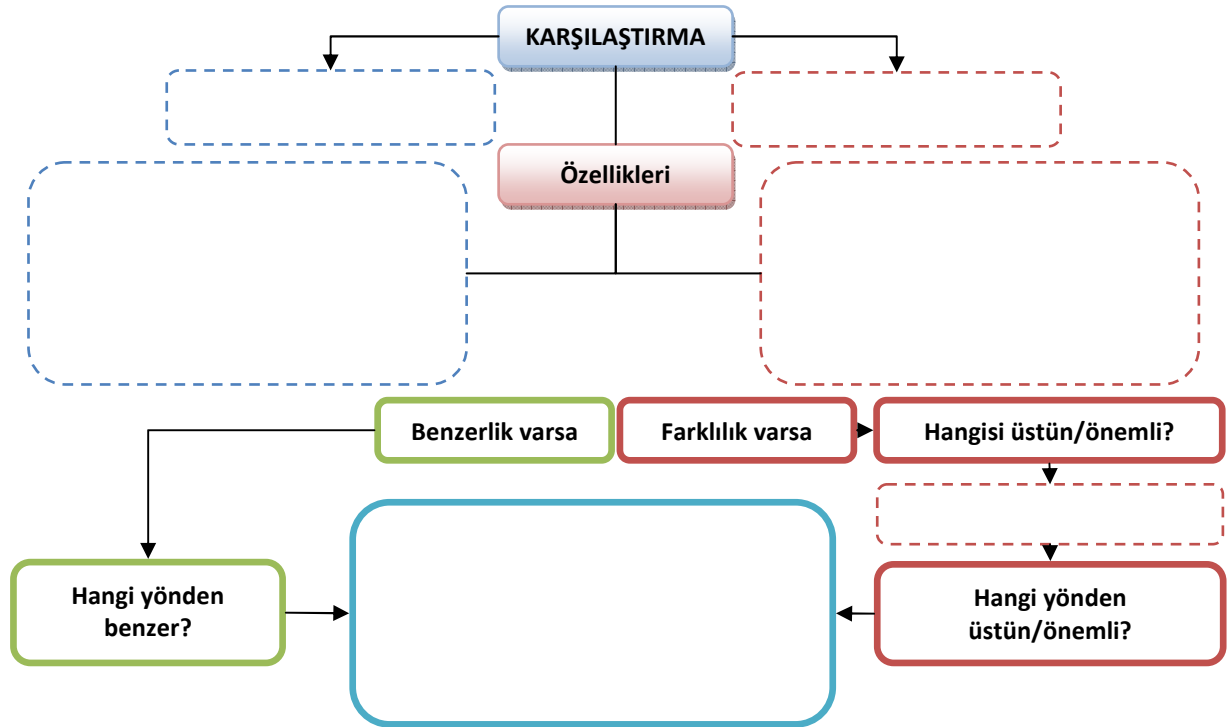 KARŞILAŞTIRMA
Özellikleri
Benzerlik varsa
Farklılık varsa
Hangisi üstün/önemli?
Hangi yönden
benzer?
Hangi yönden
üstün/önemli?